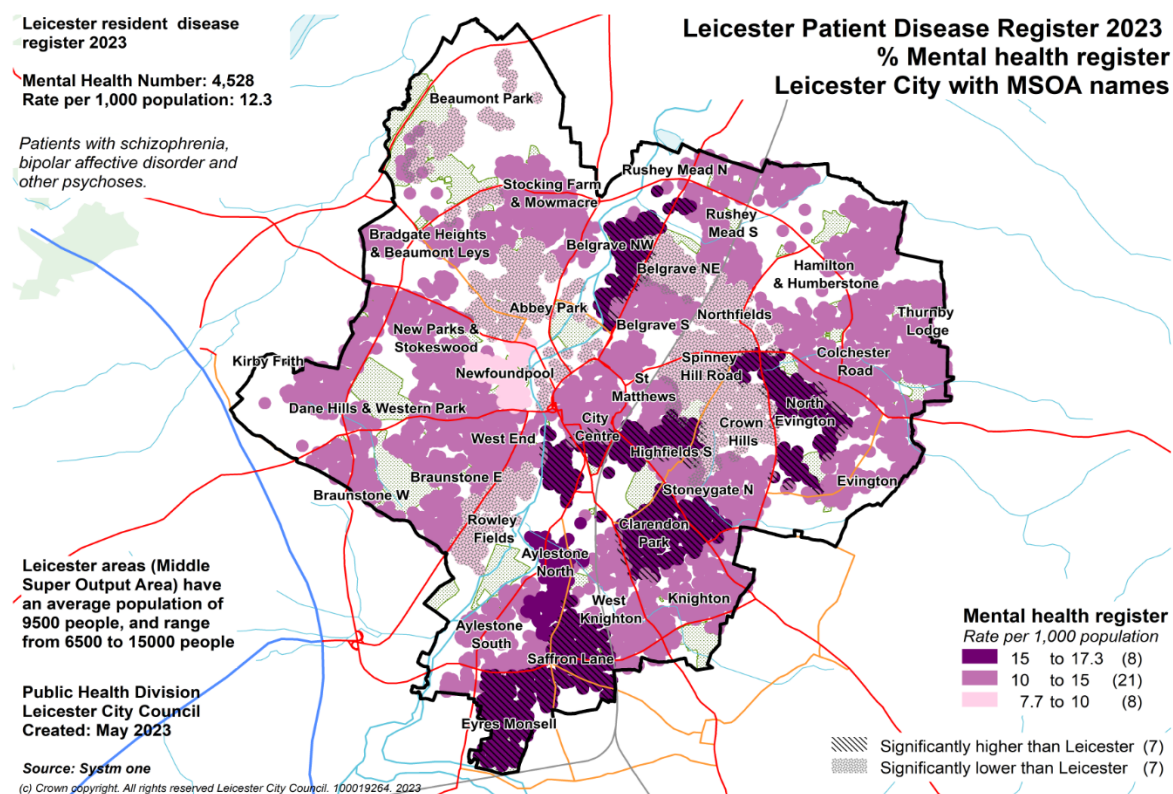 Leicester resident disease
register 2023
Mental Health Number: 4,528
Rate per 1,000 population: 12.3
Patients with schizophrenia,
bipolar affective disorder and
other psychoses.
Leicester Patient Disease Register 2023
% Mental health register
Leicester City with MSOA names
Beaumont Park
Rushey Mead N
Stocking Farm
& Mowmacre
Rushey
Mead S
Bradgate Heights
& Beaumont Leys
Belgrave NW
Belgrave NE
Hamilton
& Humberstone
Abbey Park
Northfields
Thurnby
Lodge
Belgrave S
New Parks &
Stokeswood
Kirby Frith
Newfoundpool
Spinney
Hill Road
Colchester
Road
St
Matthews
Dane Hills & Western Park
North
Evington
City
Centre
Crown
Hills
West End
Highfields S
Braunstone E
Evington
Braunstone W
Stoneygate N
Rowley
Fields
Clarendon
Park
Aylestone
North
West
Knighton
Knighton
Aylestone
South
Saffron Lane
Eyres Monsell
Leicester areas (Middle
Super Output Area) have
an average population of
9500 people, and range
from 6500 to 15000 people
Public Health Division
Leicester City Council
Created: May 2023
Source: Systm one
(c) Crown copyright. All rights reserved Leicester City Council. 100019264. 2023
Mental health register
Rate per 1,000 population
15 to 17.3 (8)
10 to 15 (21)
7.7 to 10 (8)
Significantly higher than Leicester (7)
Significantly lower than Leicester (7)